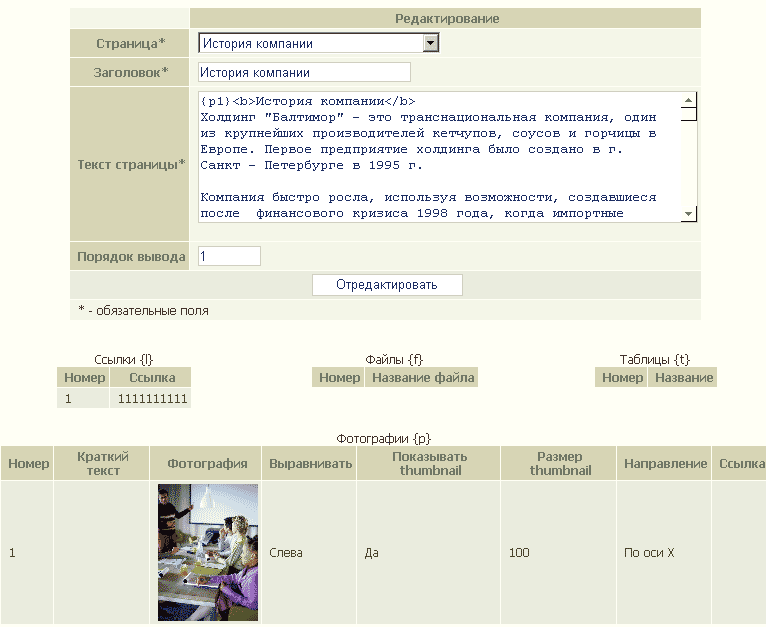 Редактирование
Страница* История компании
Заголовок* История компании
Текст страницы*
{p1}<b>История компании</b>
Холдинг "Балтимор" - это транснациональная компания, один
из крупнейших производителей кетчупов, соусов и горчицы в
Европе. Первое предприятие холдинга было создано в г.
Санкт - Петербурге в 1995 г.
Компания быстро росла, используя возможности, создавшиеся
после  финансового кризиса 1998 года, когда импортные
Порядок вывода 1
Отредактировать
* - обязательные поля
Ссылки {l}
Номер Ссылка
1 1111111111
Файлы {f}
Номер Название файла
Таблицы {t}
Номер Название
Фотографии {p}
Номер Краткий текст Фотография Выравнивать Показывать thumbnail Размер thumbnail Направление Ссылка
1 Слева Да 100 По оси X